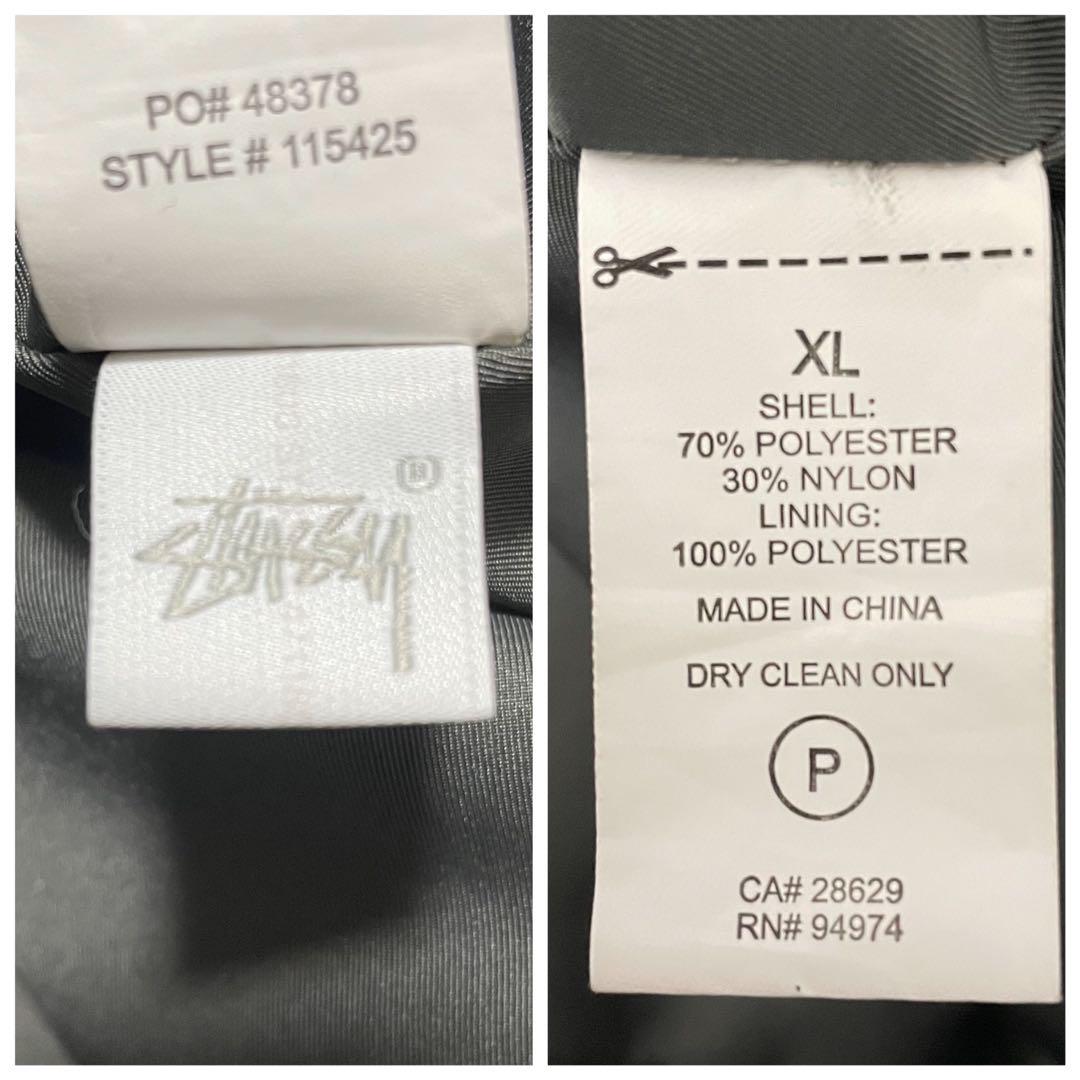 PO# 48378
STYLE # 115425
Stüssy
®
XL
SHELL:
70% POLYESTER
30% NYLON
LINING:
100% POLYESTER
MADE IN CHINA
DRY CLEAN ONLY
P
CA# 28629
RN# 94974